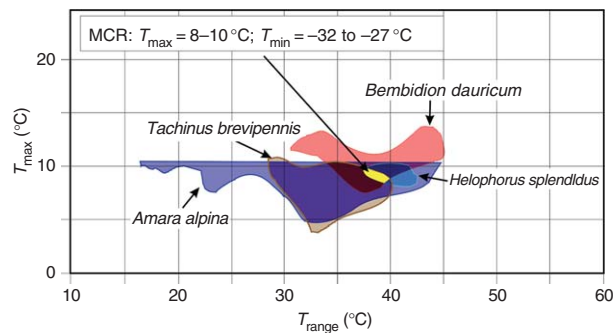 MCR: Tmax = 8–10 °C; Tmin = −32 to −27 °C
Bembidion dauricum
Tachinus brevipennis
Helophorus splendldus
Amara alpina
Tmax (°C)
20
10
0
10 20 30 40 50 60
Trange (°C)